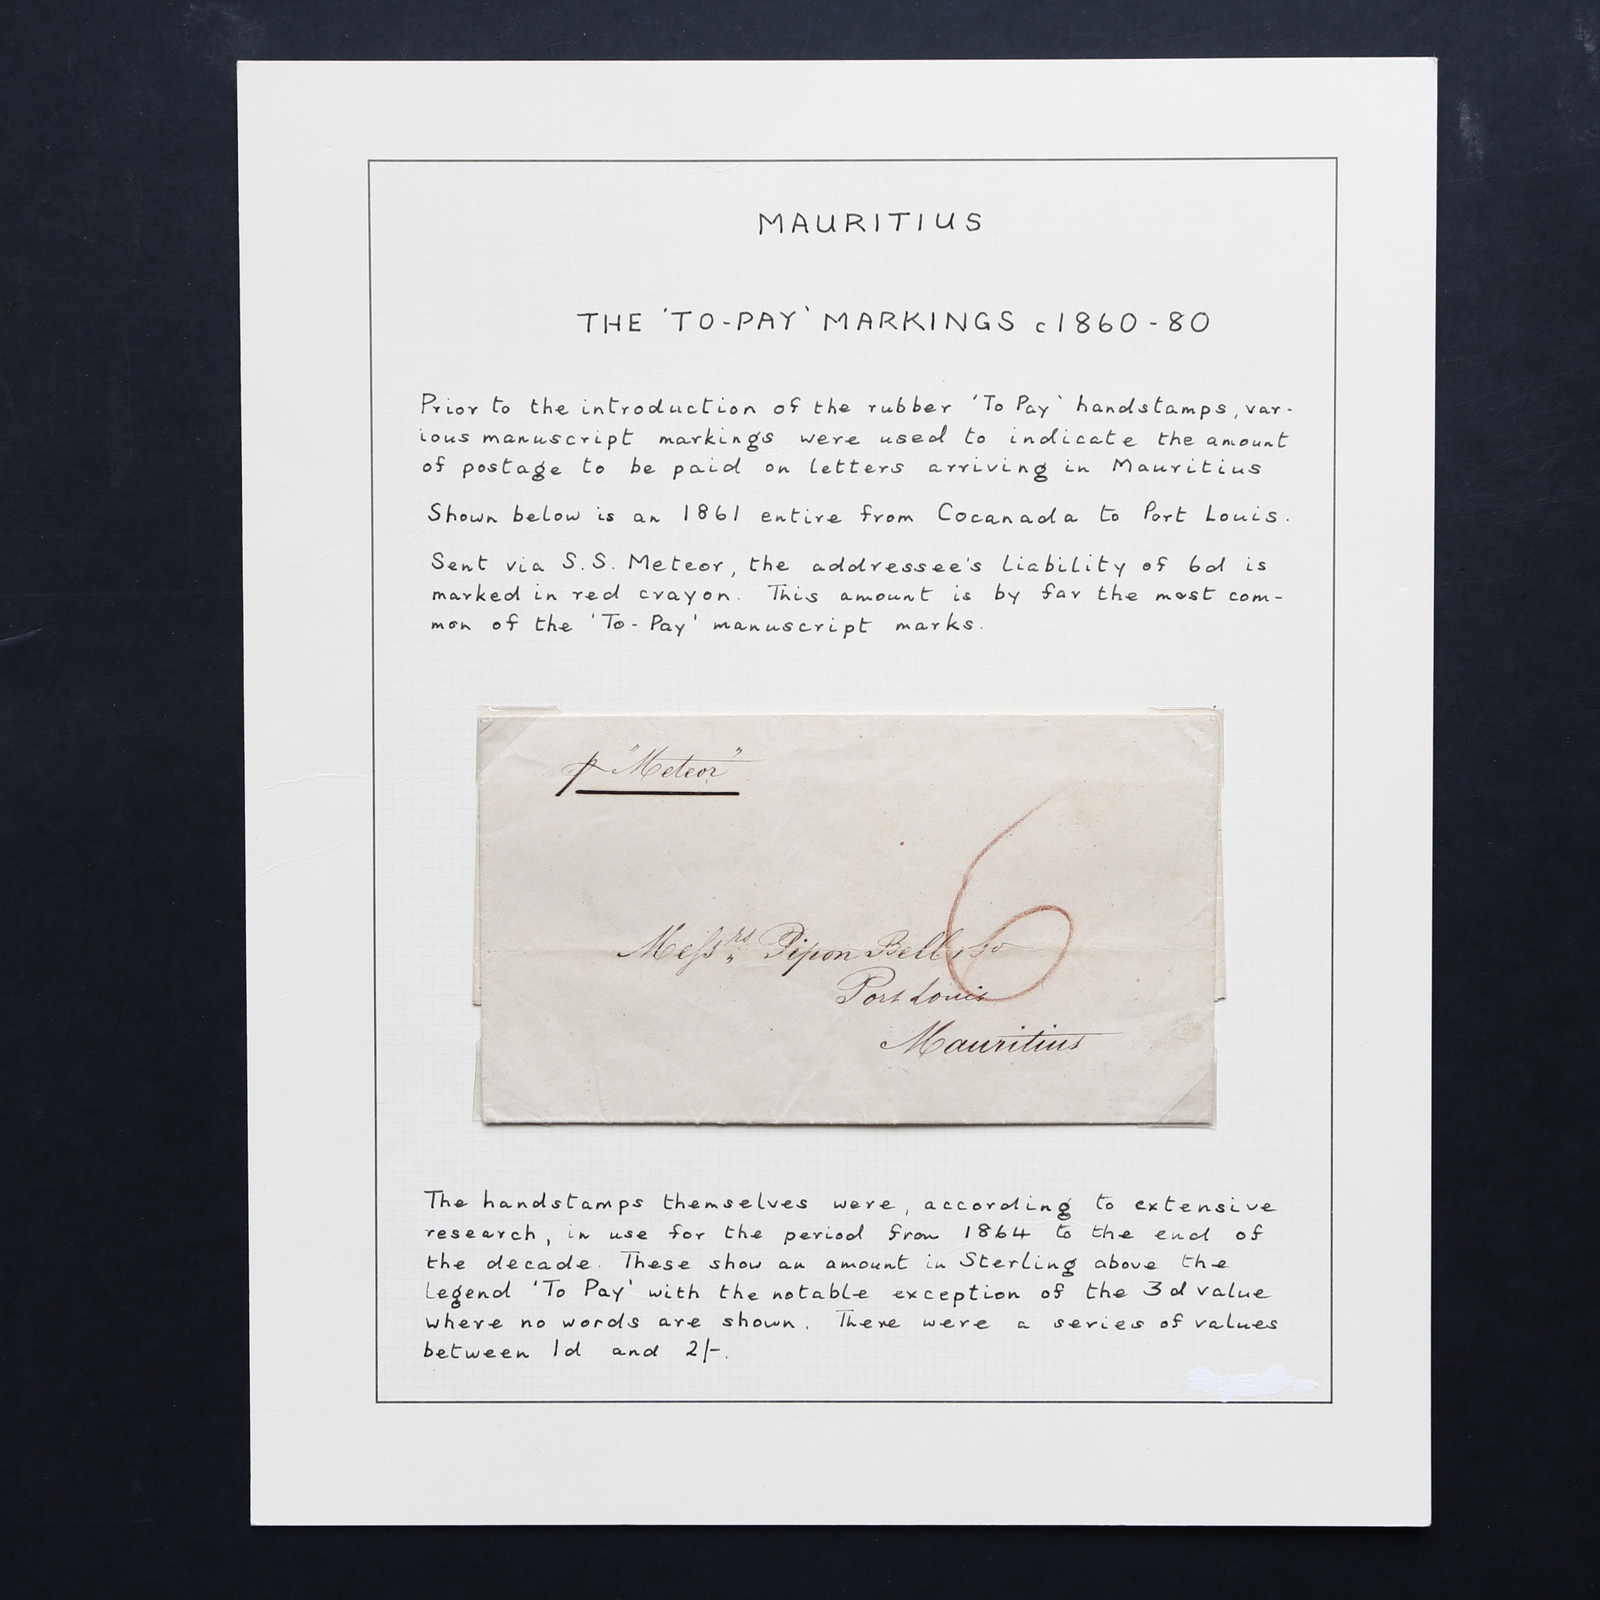 MAURITIUS
THE 'TO-PAY' MARKINGS c1860-80
Prior to the introduction of the rubber 'To Pay' handstamps, var-
ious manuscript markings were used to indicate the amount
of postage to be paid on letters arriving in Mauritius
Shown below is an 1861 entire from Cocanada to Port Louis.
Sent via S.S. Meteor, the addressee's liability of 6d is
marked in red crayon. This amount is by far the most com-
mon of the 'To-Pay' manuscript marks.
p "Meteor"
6
Messrs Pipon Bell & Co
Port Louis
Mauritius
The handstamps themselves were, according to extensive
research, in use for the period from 1864 to the end of
the decade. These show an amount in Sterling above the
legend 'To Pay' with the notable exception of the 3d value
where no words are shown. There were a series of values
between 1d and 2/-.